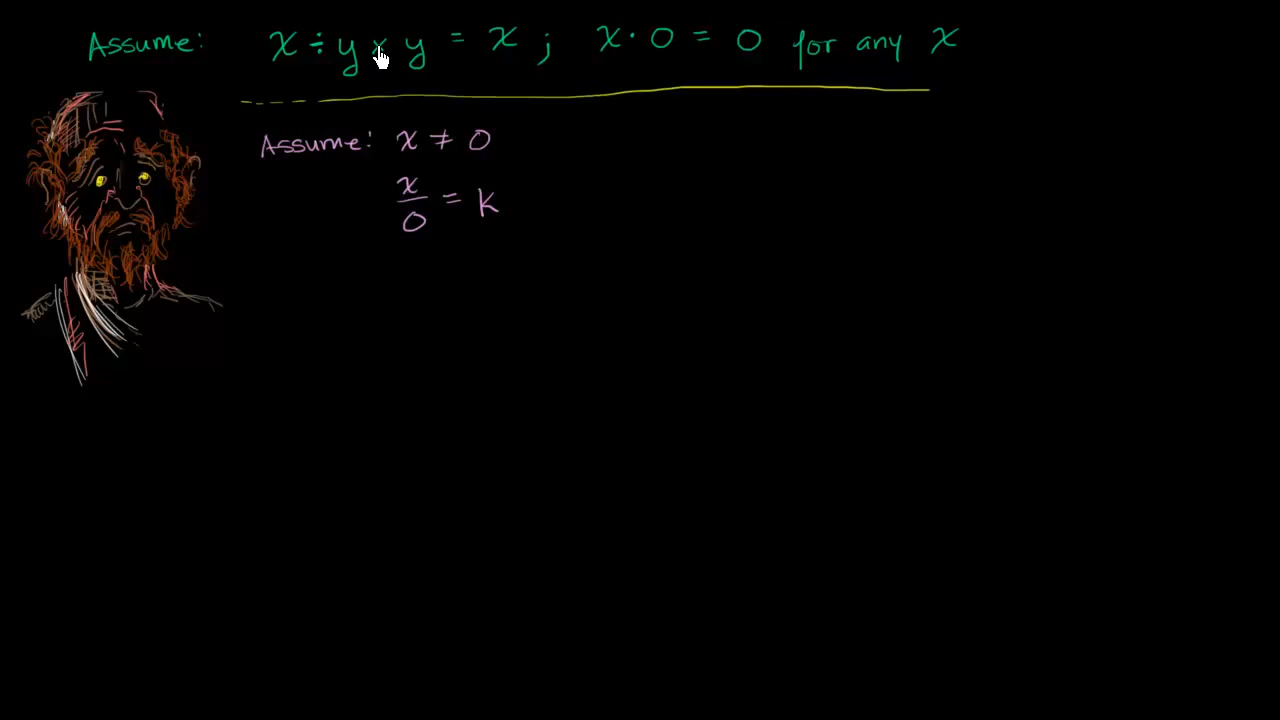 Assume: x ÷ y × y = x ; x · 0 = 0 for any x
Assume: x ≠ 0
x/0 = k